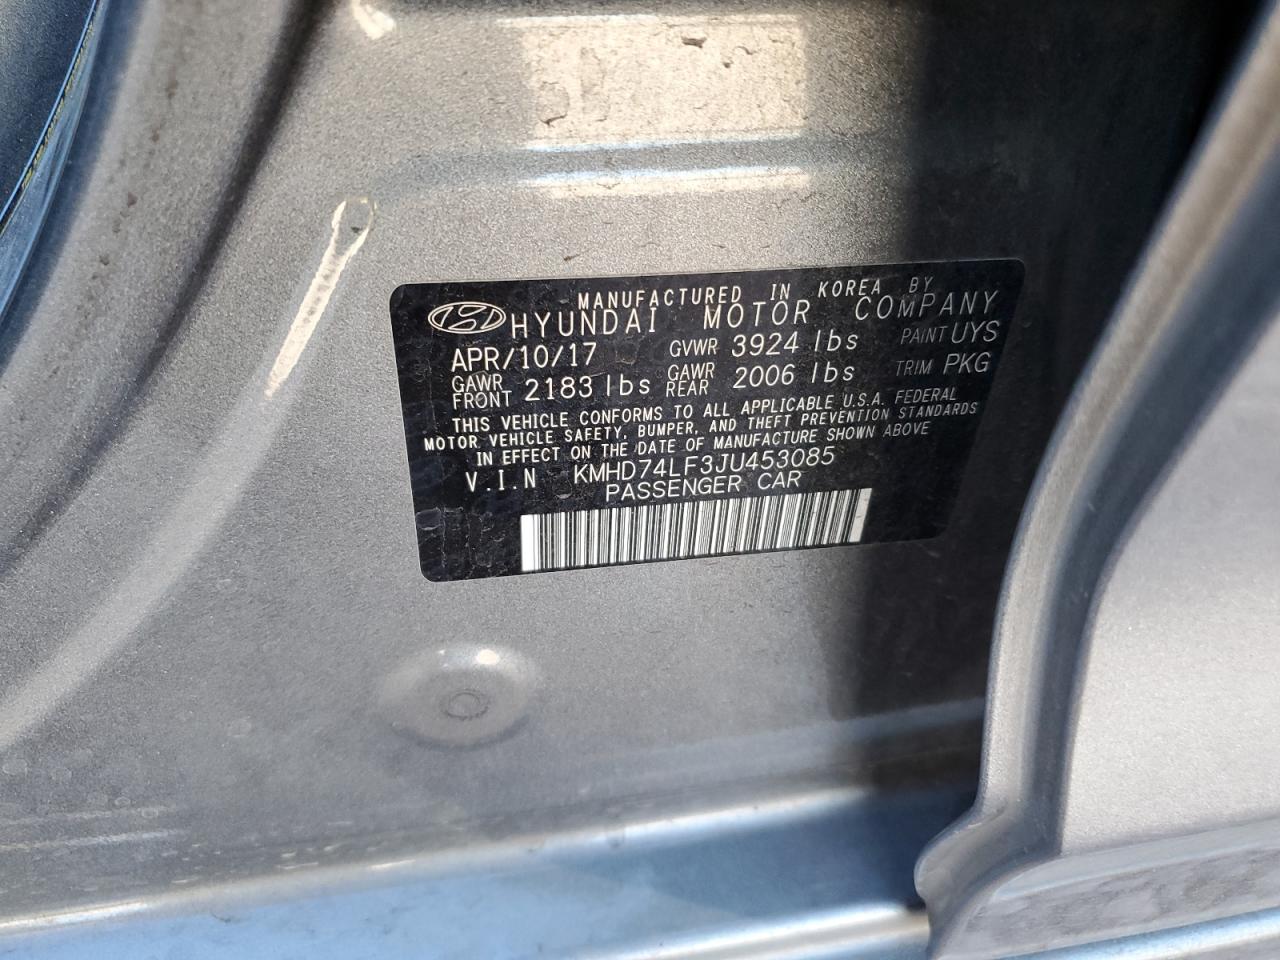 MANUFACTURED IN KOREA BY
HYUNDAI MOTOR COMPANY
APR/10/17 GVWR 3924 lbs PAINT UYS
GAWR FRONT 2183 lbs GAWR REAR 2006 lbs TRIM PKG
THIS VEHICLE CONFORMS TO ALL APPLICABLE U.S.A. FEDERAL
MOTOR VEHICLE SAFETY, BUMPER, AND THEFT PREVENTION STANDARDS
IN EFFECT ON THE DATE OF MANUFACTURE SHOWN ABOVE
V.I.N KMHD74LF3JU453085
PASSENGER CAR